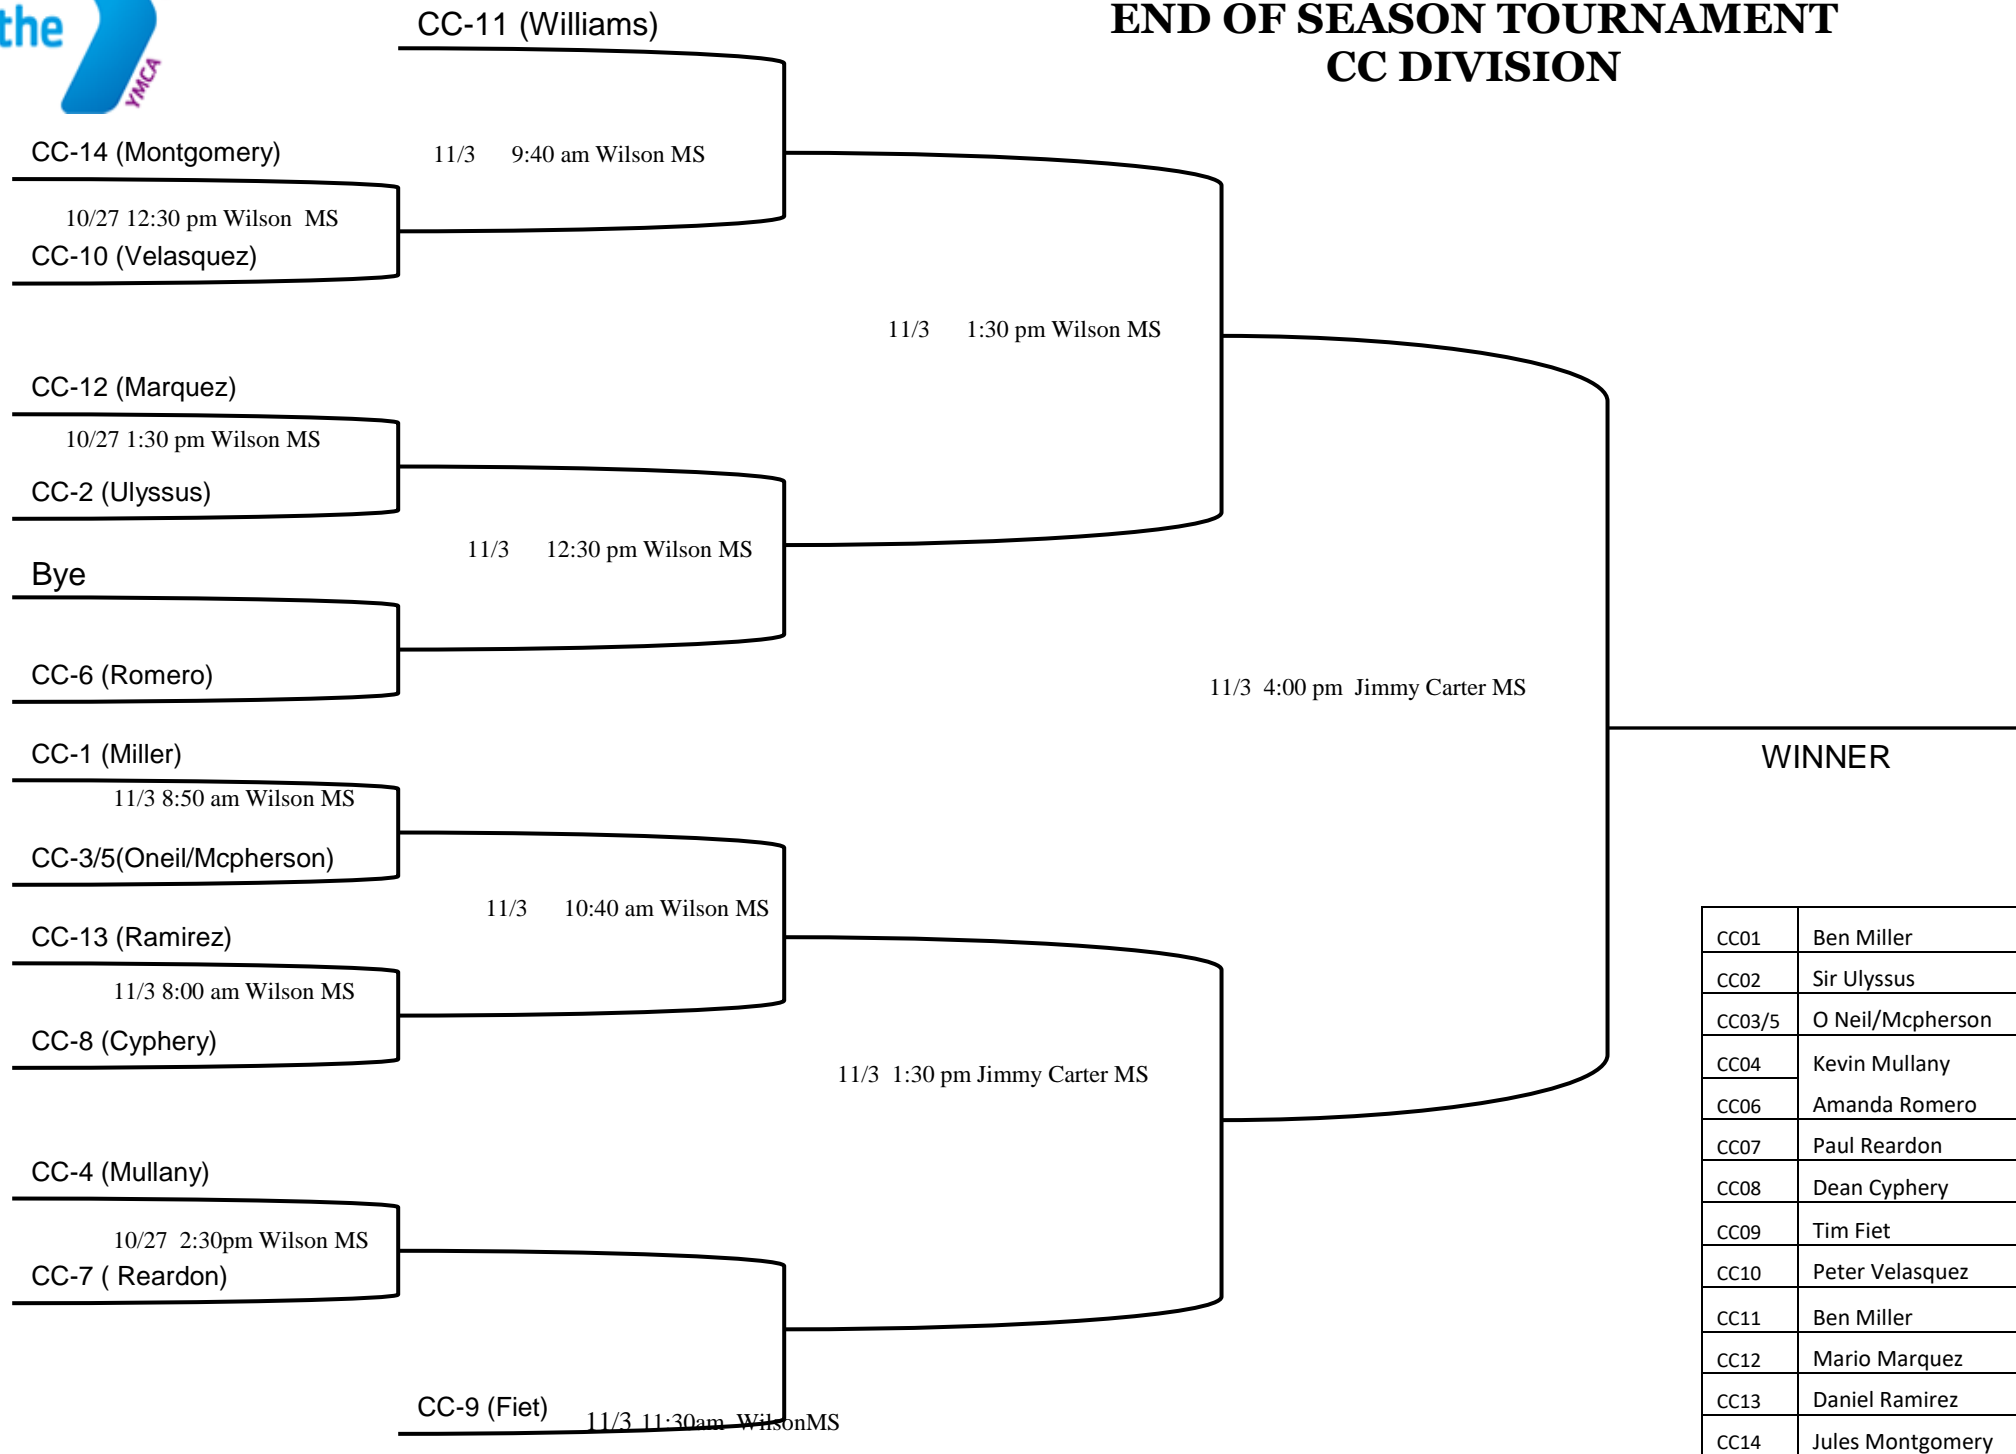 the
YMCA
END OF SEASON TOURNAMENT
CC DIVISION
CC-11 (Williams)
CC-14 (Montgomery)
11/3 9:40 am Wilson MS
10/27 12:30 pm Wilson MS
CC-10 (Velasquez)
11/3 1:30 pm Wilson MS
CC-12 (Marquez)
10/27 1:30 pm Wilson MS
CC-2 (Ulyssus)
11/3 12:30 pm Wilson MS
Bye
CC-6 (Romero)
11/3 4:00 pm Jimmy Carter MS
WINNER
CC-1 (Miller)
11/3 8:50 am Wilson MS
CC-3/5(Oneil/Mcpherson)
11/3 10:40 am Wilson MS
CC-13 (Ramirez)
11/3 8:00 am Wilson MS
CC-8 (Cyphery)
11/3 1:30 pm Jimmy Carter MS
CC-4 (Mullany)
10/27 2:30pm Wilson MS
CC-7 ( Reardon)
CC-9 (Fiet)
11/3 11:30am WilsonMS
CC01 Ben Miller
CC02 Sir Ulyssus
CC03/5 O Neil/Mcpherson
CC04 Kevin Mullany
CC06 Amanda Romero
CC07 Paul Reardon
CC08 Dean Cyphery
CC09 Tim Fiet
CC10 Peter Velasquez
CC11 Ben Miller
CC12 Mario Marquez
CC13 Daniel Ramirez
CC14 Jules Montgomery